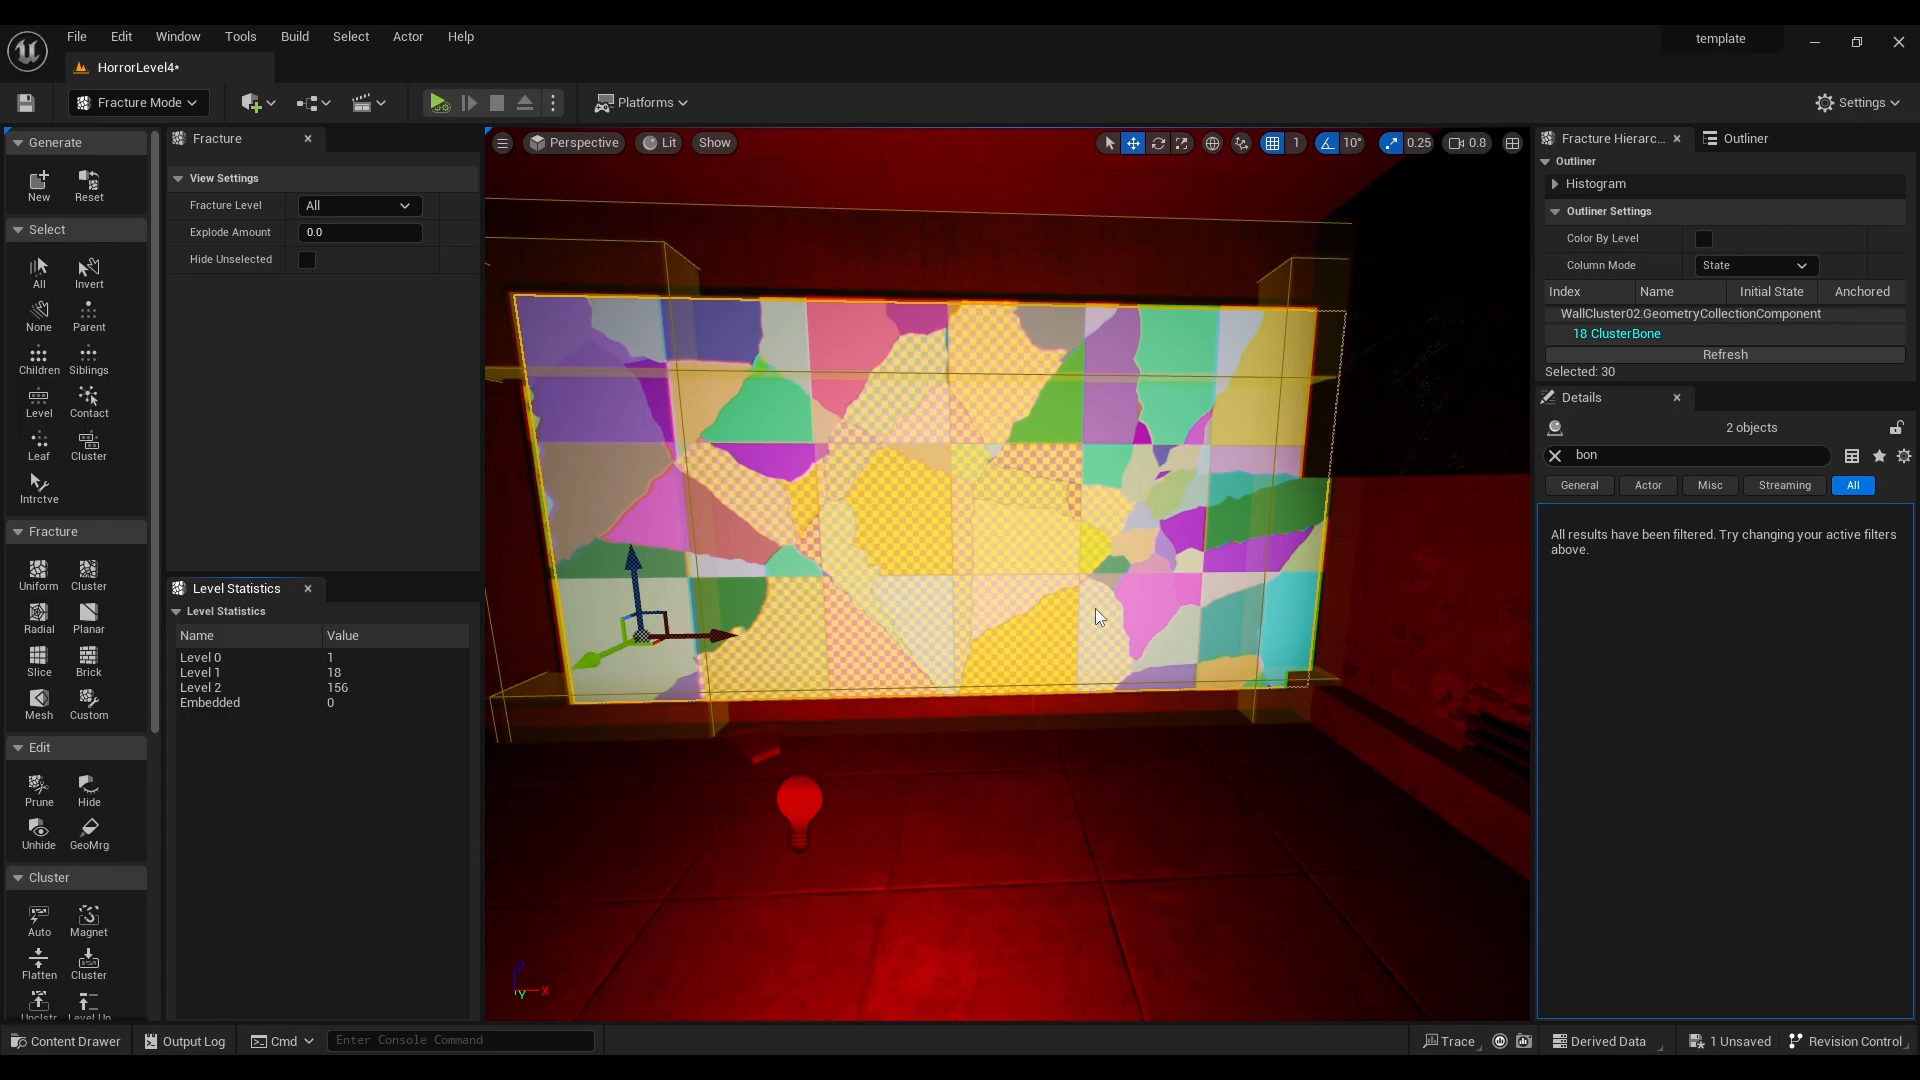 File Edit Window Tools Build Select Actor Help
template
HorrorLevel4*
Fracture Mode
Platforms
Settings
Generate
New Reset
Select
All Invert
None Parent
Children Siblings
Level Contact
Leaf Cluster
Intrctve
Fracture
Uniform Cluster
Radial Planar
Slice Brick
Mesh Custom
Edit
Prune Hide
Unhide GeoMrg
Cluster
Auto Magnet
Flatten Cluster
Unclstr Level Up
Fracture
View Settings
Fracture Level All
Explode Amount 0.0
Hide Unselected
Level Statistics
Level Statistics
Name Value
Level 0 1
Level 1 18
Level 2 156
Embedded 0
Perspective Lit Show
1 10° 0.25 0.8
X
Y
Fracture Hierarc... Outliner
Outliner
Histogram
Outliner Settings
Color By Level
Column Mode State
Index Name Initial State Anchored
WallCluster02.GeometryCollectionComponent
18 ClusterBone
Refresh
Selected: 30
Details
2 objects
bon
General Actor Misc Streaming All
All results have been filtered. Try changing your active filters
above.
Content Drawer Output Log Cmd Enter Console Command
Trace Derived Data 1 Unsaved Revision Control